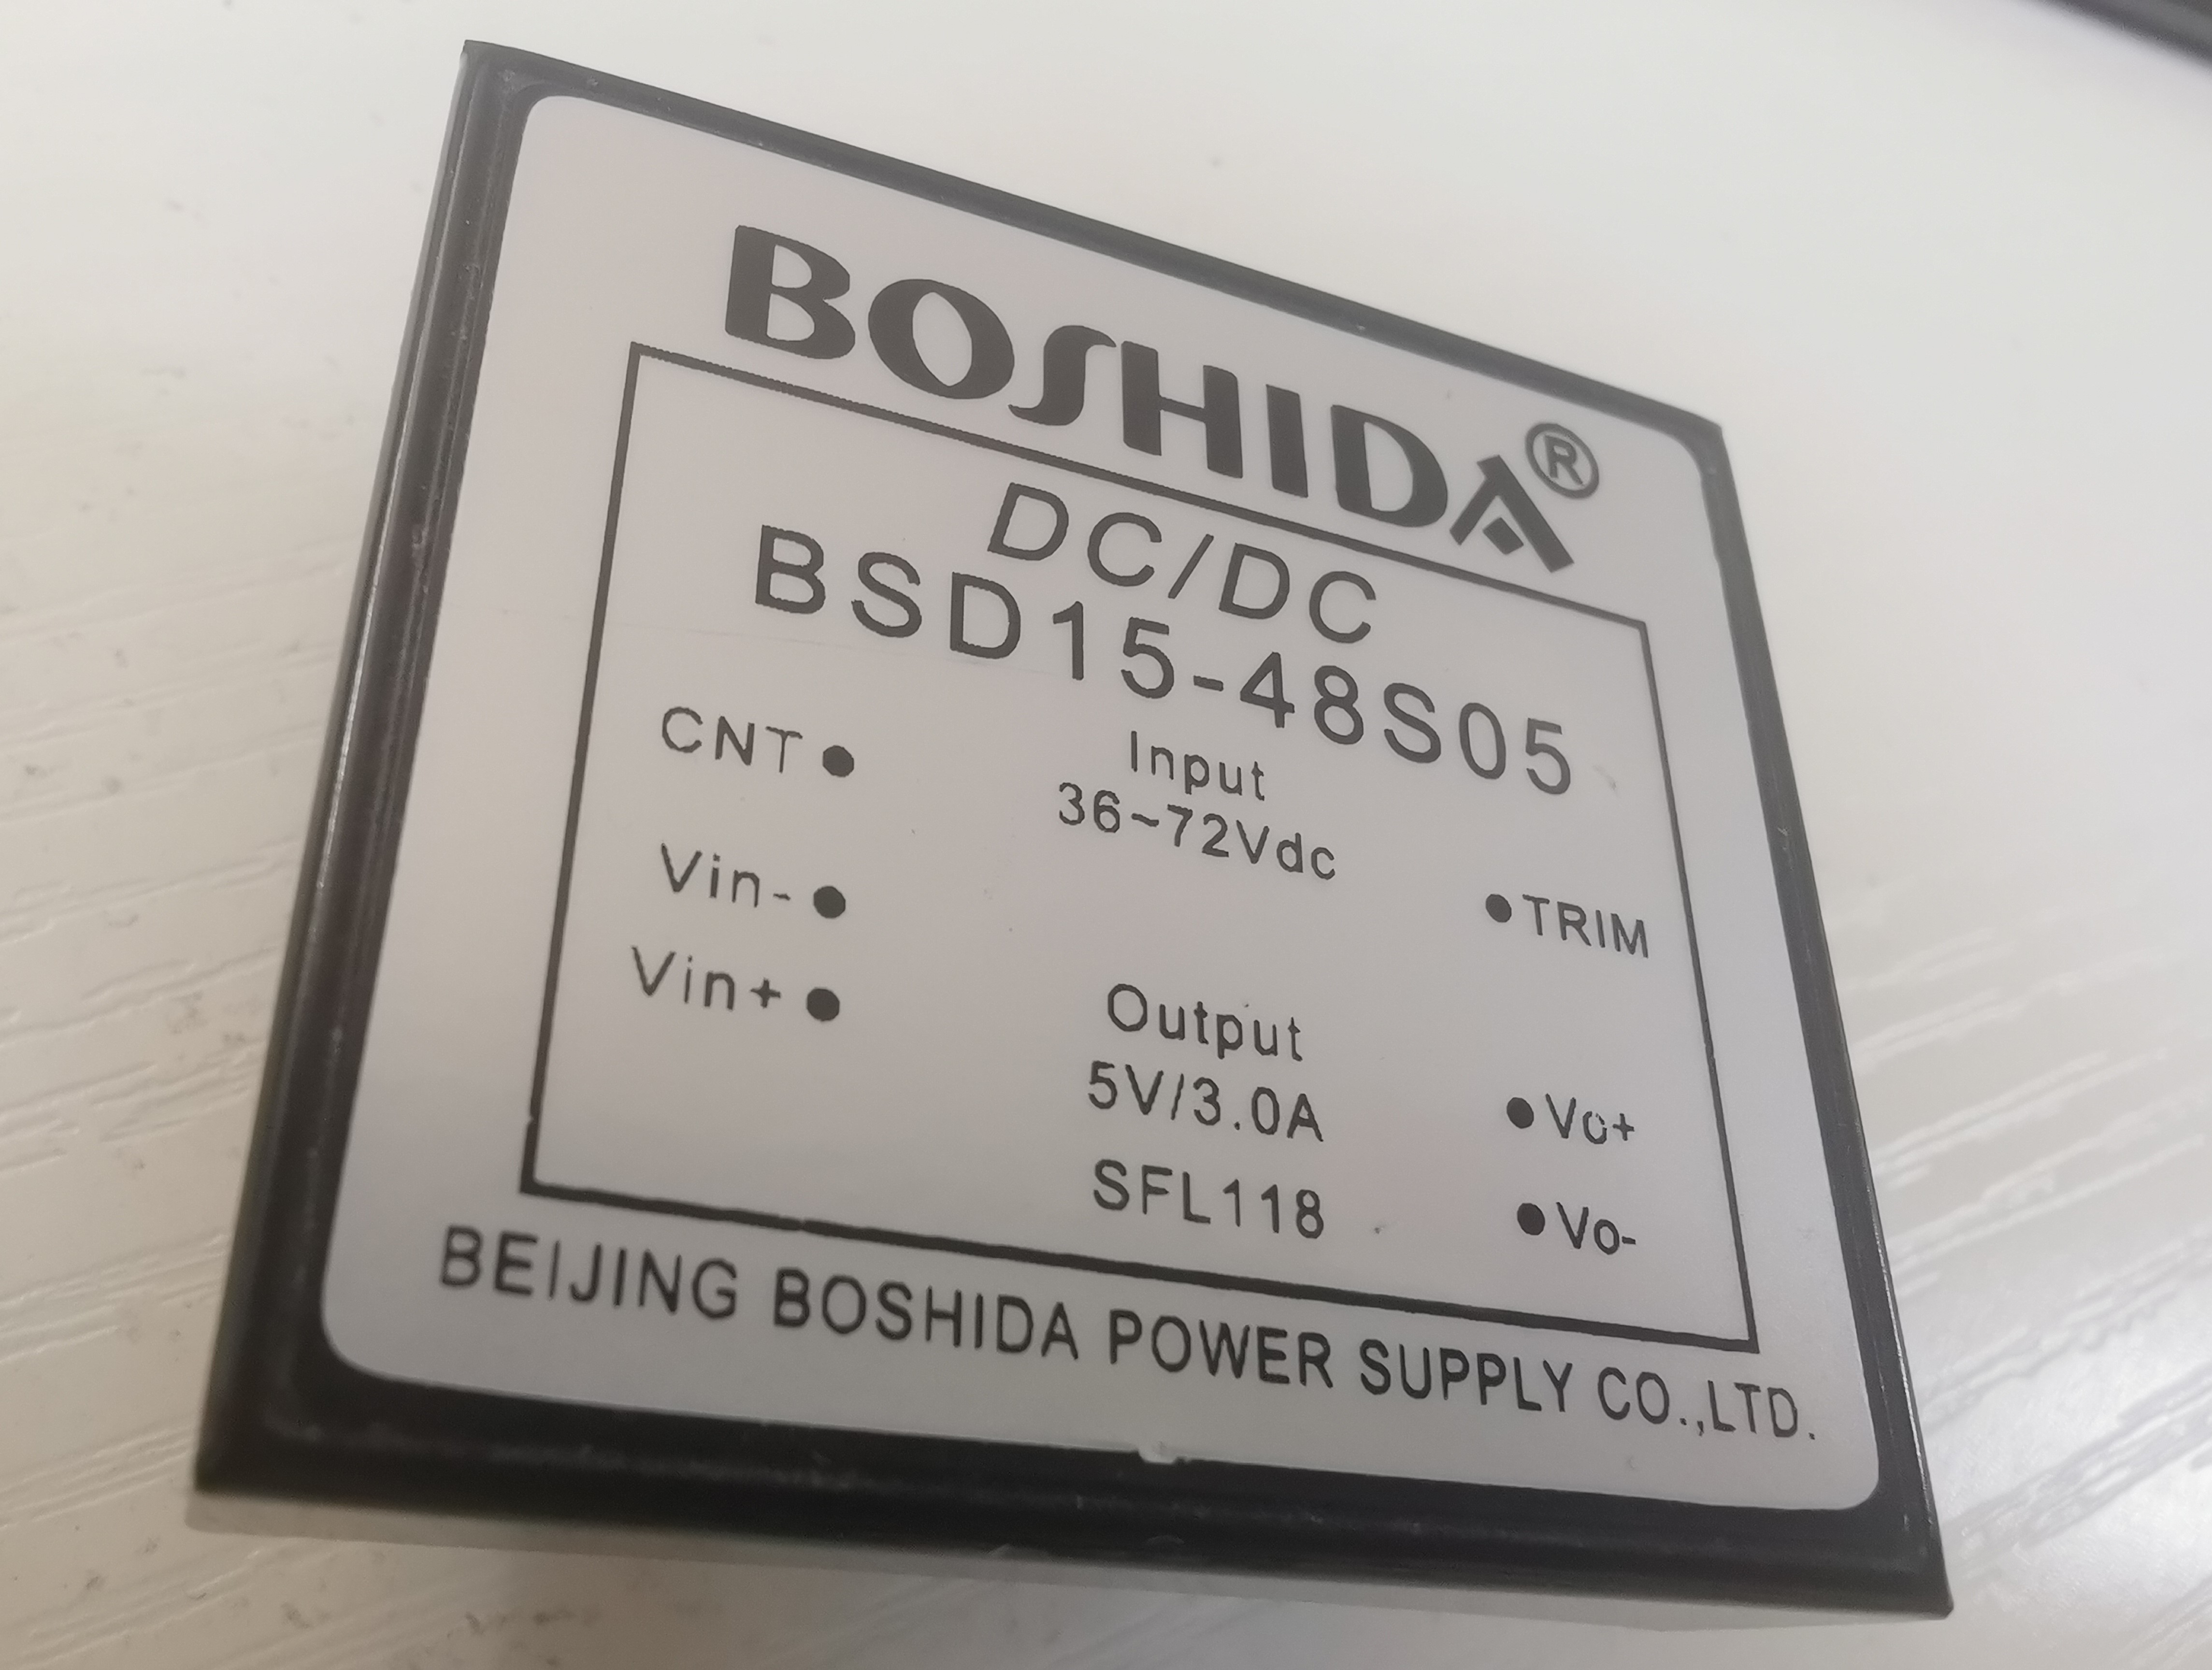 BOSHIDA®
DC/DC
BSD15-48S05
CNT
Input
36~72Vdc
Vin-
TRIM
Vin+
Output
5V/3.0A
Vo+
SFL118
Vo-
BEIJING BOSHIDA POWER SUPPLY CO.,LTD.